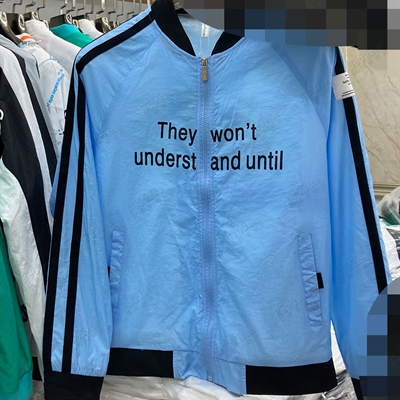 They won't
underst and until